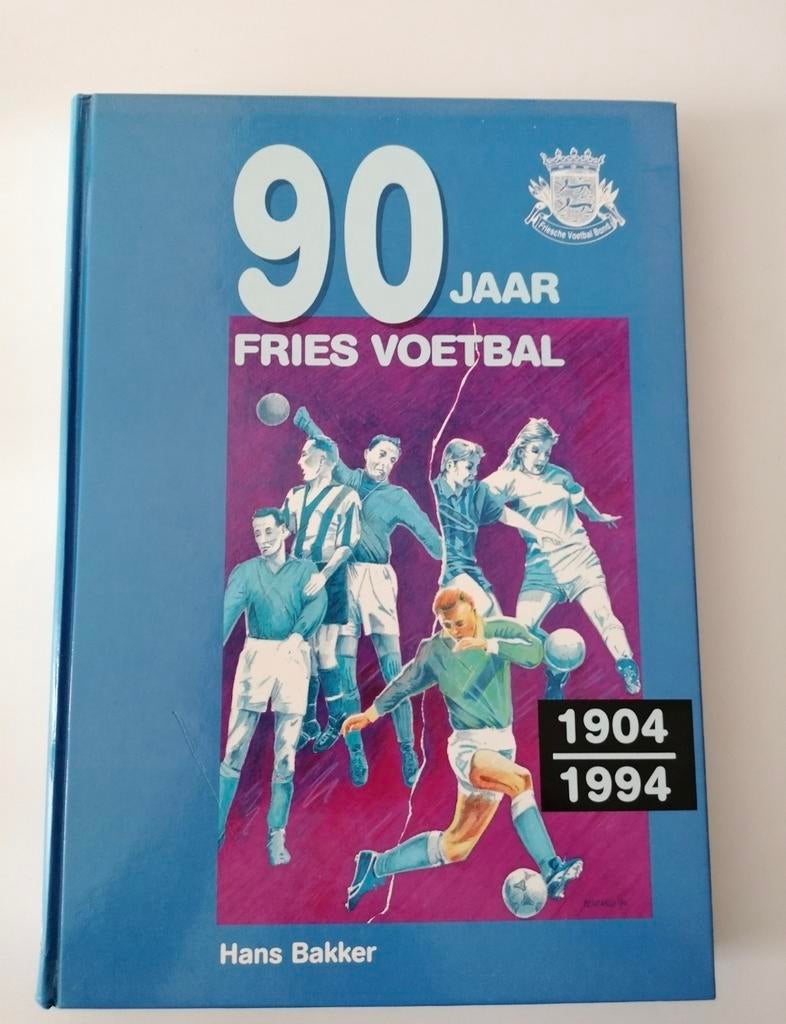 90 JAAR
FRIES VOETBAL
Friesche Voetbal Bond
1904
1994
Hans Bakker